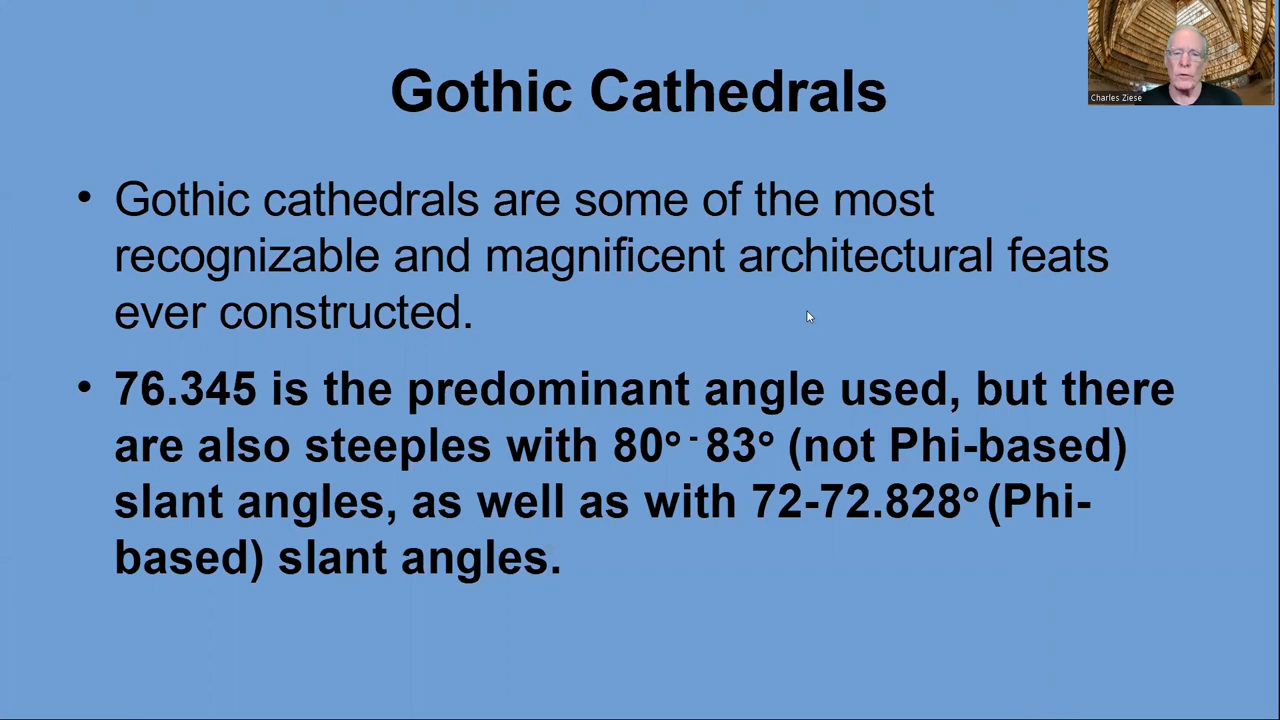 Gothic Cathedrals
Charles Ziese
• Gothic cathedrals are some of the most
recognizable and magnificent architectural feats
ever constructed.
• 76.345 is the predominant angle used, but there
are also steeples with 80° - 83° (not Phi-based)
slant angles, as well as with 72-72.828° (Phi-
based) slant angles.